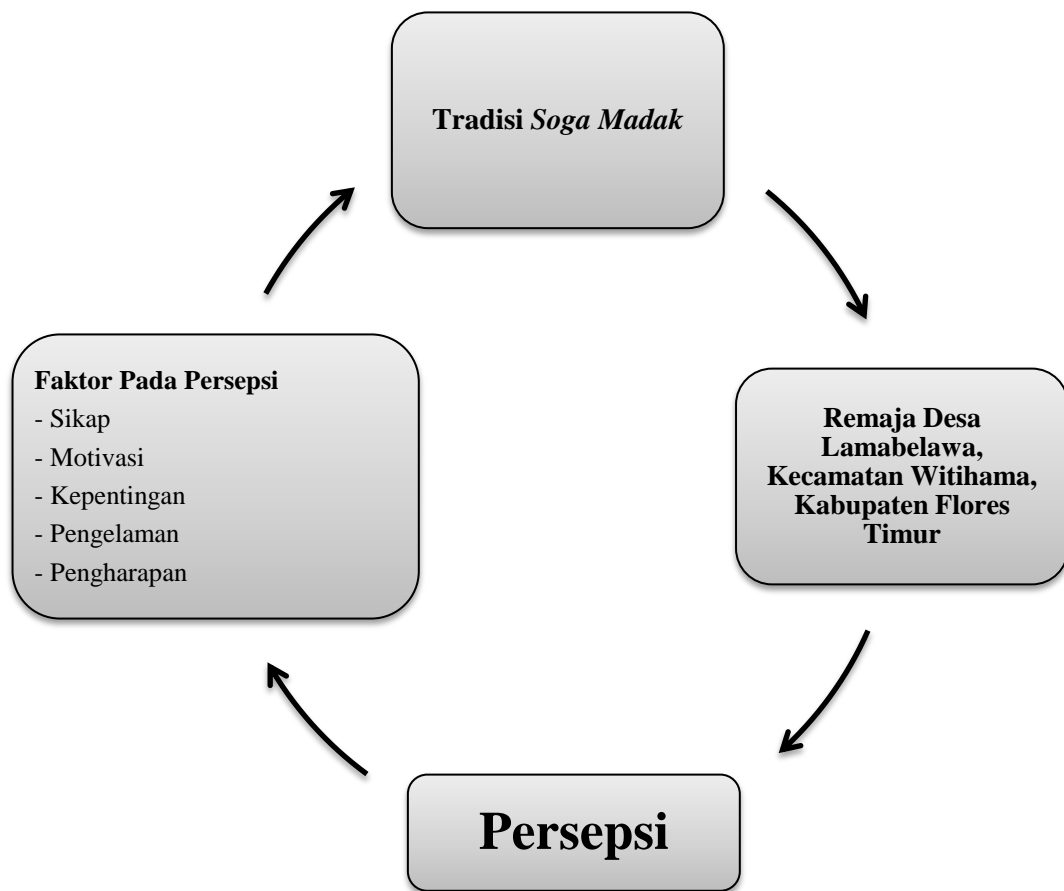 Tradisi Soga Madak
Remaja Desa
Lamabelawa,
Kecamatan Witihama,
Kabupaten Flores
Timur
Persepsi
Faktor Pada Persepsi
- Sikap
- Motivasi
- Kepentingan
- Pengelaman
- Pengharapan